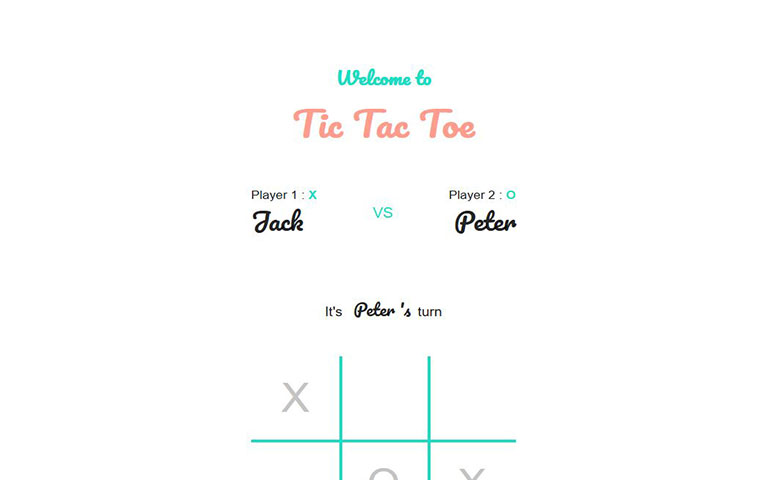 Welcome to
Tic Tac Toe
Player 1 : X
Jack
VS
Player 2 : O
Peter
It's Peter 's turn
X
O X